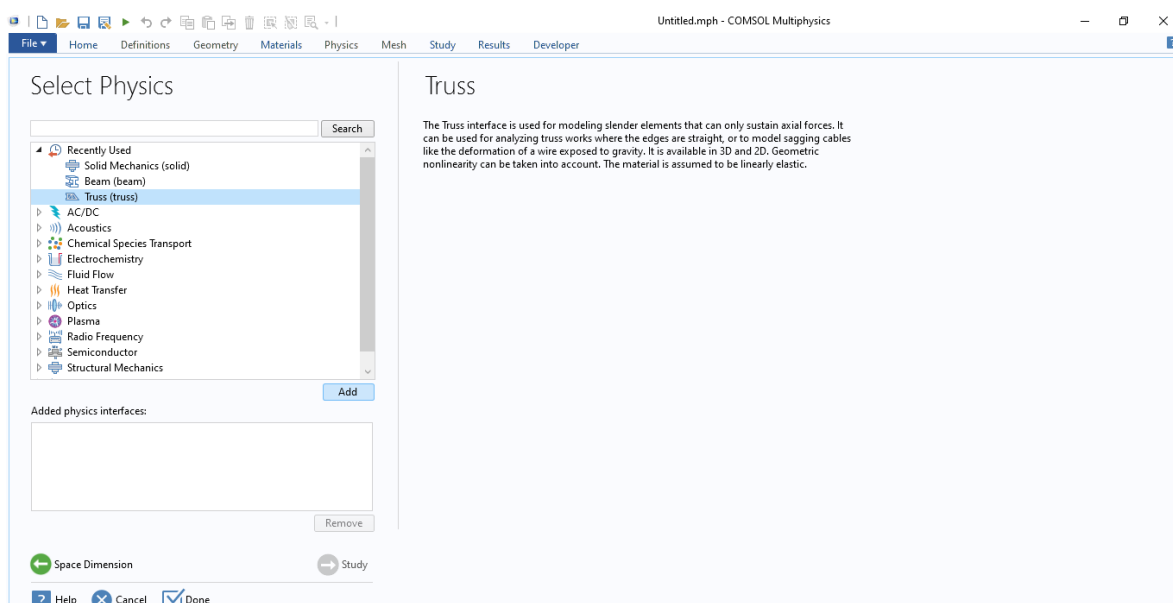 Untitled.mph - COMSOL Multiphysics
File Home Definitions Geometry Materials Physics Mesh Study Results Developer
Select Physics
Search
Recently Used
Solid Mechanics (solid)
Beam (beam)
Truss (truss)
AC/DC
Acoustics
Chemical Species Transport
Electrochemistry
Fluid Flow
Heat Transfer
Optics
Plasma
Radio Frequency
Semiconductor
Structural Mechanics
Add
Added physics interfaces:
Remove
Space Dimension
Study
? Help Cancel Done
Truss
The Truss interface is used for modeling slender elements that can only sustain axial forces. It
can be used for analyzing truss works where the edges are straight, or to model sagging cables
like the deformation of a wire exposed to gravity. It is available in 3D and 2D. Geometric
nonlinearity can be taken into account. The material is assumed to be linearly elastic.